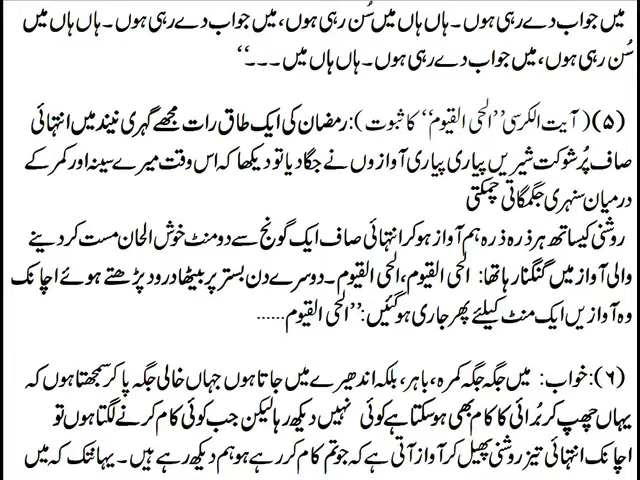 میں جواب دے رہی ہوں۔ ہاں ہاں میں سُن رہی ہوں، میں جواب دے رہی ہوں۔ ہاں ہاں میں
سُن رہی ہوں، میں جواب دے رہی ہوں۔ ہاں ہاں میں ۔۔۔‘‘
(۵)( آیت الکرسی ’’الحی القیوم‘‘ کا ثبوت ): رمضان کی ایک طاق رات مجھے گہری نیند میں انتہائی
صاف پُر شوکت شیریں پیاری پیاری آوازوں نے جگا دیا تو دیکھا کہ اس وقت میرے سینہ اور کمر کے
درمیان سنہری جگمگاتی چمکتی
روشنی کیساتھ ہر ذرہ ذرہ ہم آواز ہو کر انتہائی صاف ایک گونج سے دو منٹ خوش الحان مست کر دینے
والی آواز میں گنگنا رہا تھا: الحی القیوم، الحی القیوم۔ دوسرے دن بستر پر بیٹھا درود پڑھتے ہوئے اچانک
وہ آوازیں ایک منٹ کیلئے پھر جاری ہو گئیں: ’’الحی القیوم ......
(۶): خواب: میں جگہ جگہ کمرہ، باہر، بلکہ اندھیرے میں جاتا ہوں جہاں خالی جگہ پا کر سمجھتا ہوں کہ
یہاں چھپ کر بُرائی کا کام بھی ہو سکتا ہے کوئی نہیں دیکھ رہا لیکن جب کوئی کام کرنے لگتا ہوں تو
اچانک انتہائی تیز روشنی پھیل کر آواز آتی ہے کہ جو تم کام کر رہے ہو ہم دیکھ رہے ہیں۔ یہانتک کہ میں